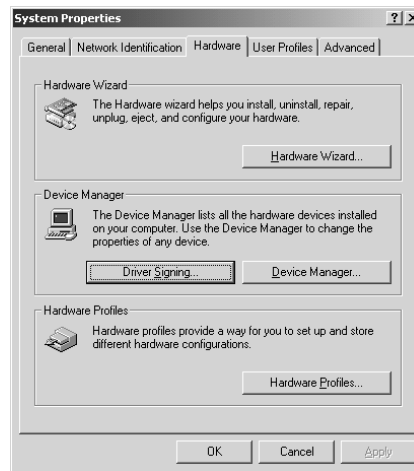 System Properties
General Network Identification Hardware User Profiles Advanced
Hardware Wizard
The Hardware wizard helps you install, uninstall, repair,
unplug, eject, and configure your hardware.
Hardware Wizard...
Device Manager
The Device Manager lists all the hardware devices installed
on your computer. Use the Device Manager to change the
properties of any device.
Driver Signing... Device Manager...
Hardware Profiles
Hardware profiles provide a way for you to set up and store
different hardware configurations.
Hardware Profiles...
OK Cancel Apply